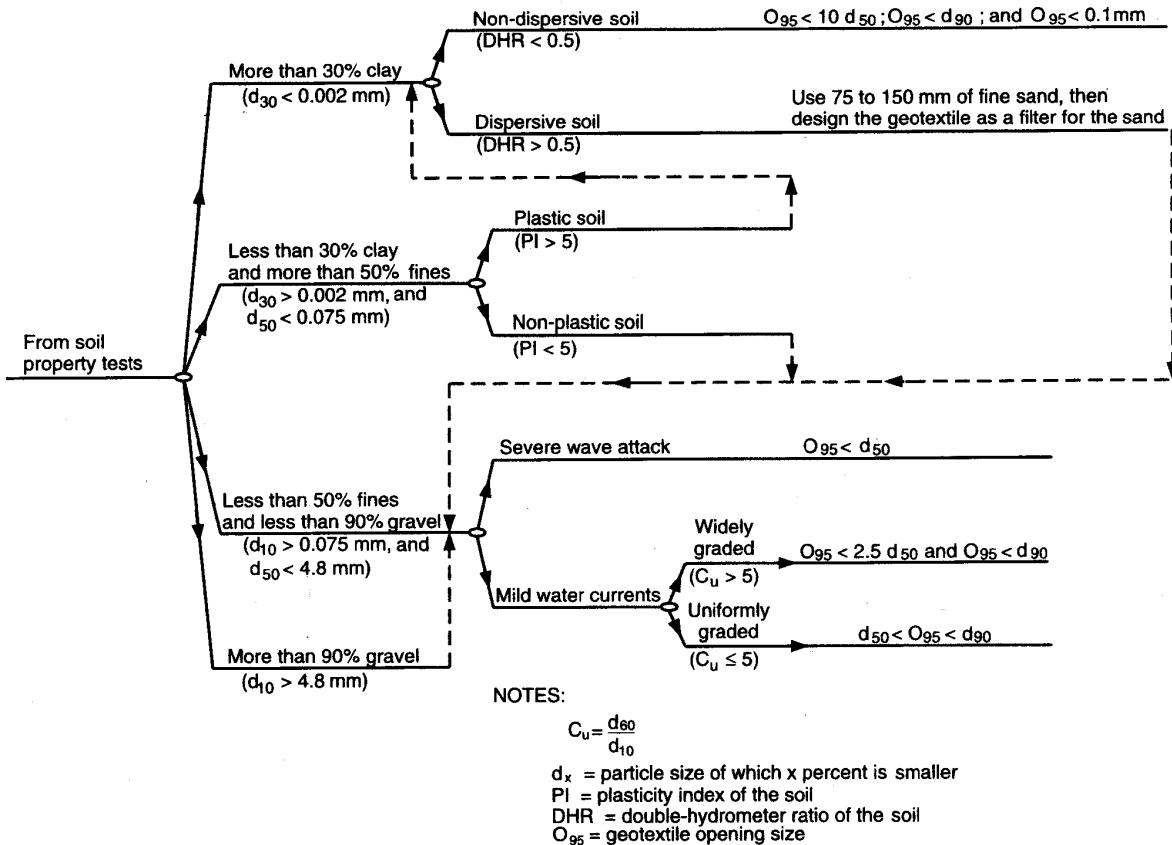 Non-dispersive soil
(DHR < 0.5)
O95 < 10 d50 ; O95 < d90 ; and O95 < 0.1mm
More than 30% clay
(d30 < 0.002 mm)
Use 75 to 150 mm of fine sand, then
design the geotextile as a filter for the sand
Dispersive soil
(DHR > 0.5)
Plastic soil
(PI > 5)
Less than 30% clay
and more than 50% fines
(d30 > 0.002 mm, and
d50 < 0.075 mm)
Non-plastic soil
(PI < 5)
From soil
property tests
Severe wave attack
O95 < d50
Less than 50% fines
and less than 90% gravel
(d10 > 0.075 mm, and
d50 < 4.8 mm)
Widely
graded
(Cu > 5)
O95 < 2.5 d50 and O95 < d90
Mild water currents
Uniformly
graded
(Cu ≤ 5)
d50 < O95 < d90
More than 90% gravel
(d10 > 4.8 mm)
NOTES:
Cu = d60
d10
dx = particle size of which x percent is smaller
PI = plasticity index of the soil
DHR = double-hydrometer ratio of the soil
O95 = geotextile opening size